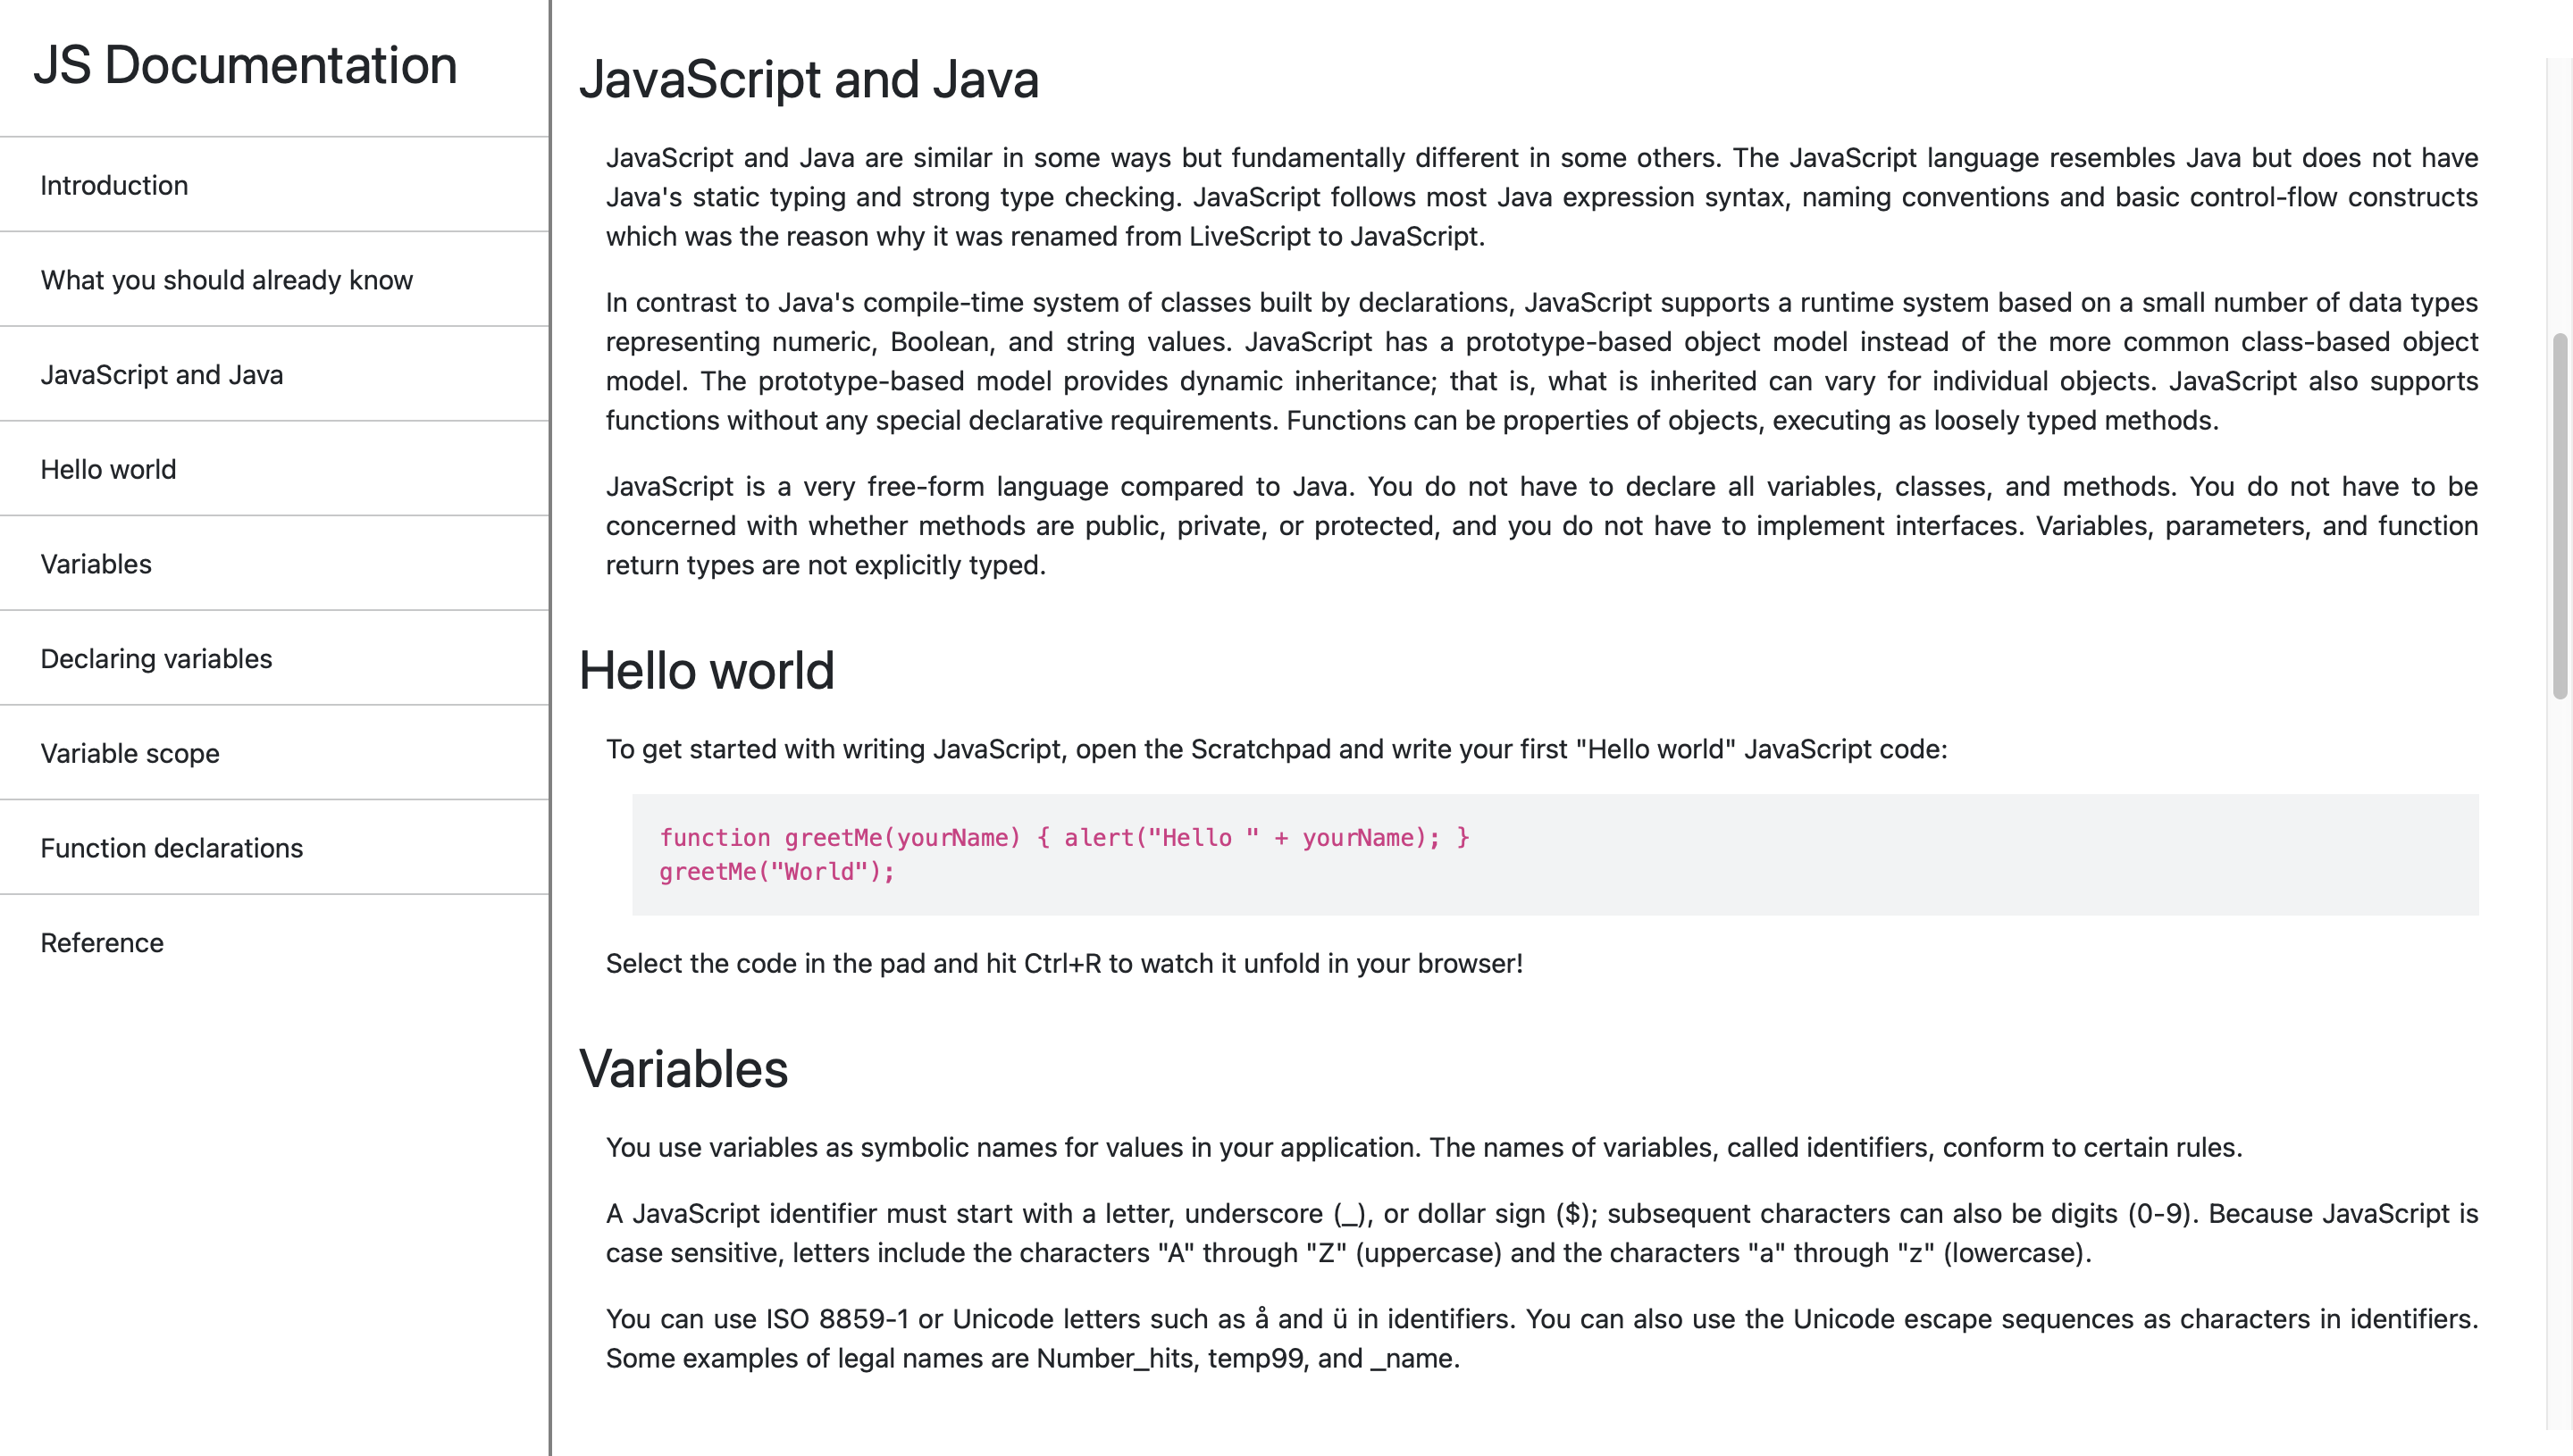 JS Documentation
Introduction
What you should already know
JavaScript and Java
Hello world
Variables
Declaring variables
Variable scope
Function declarations
Reference
JavaScript and Java
JavaScript and Java are similar in some ways but fundamentally different in some others. The JavaScript language resembles Java but does not have
Java's static typing and strong type checking. JavaScript follows most Java expression syntax, naming conventions and basic control-flow constructs
which was the reason why it was renamed from LiveScript to JavaScript.
In contrast to Java's compile-time system of classes built by declarations, JavaScript supports a runtime system based on a small number of data types
representing numeric, Boolean, and string values. JavaScript has a prototype-based object model instead of the more common class-based object
model. The prototype-based model provides dynamic inheritance; that is, what is inherited can vary for individual objects. JavaScript also supports
functions without any special declarative requirements. Functions can be properties of objects, executing as loosely typed methods.
JavaScript is a very free-form language compared to Java. You do not have to declare all variables, classes, and methods. You do not have to be
concerned with whether methods are public, private, or protected, and you do not have to implement interfaces. Variables, parameters, and function
return types are not explicitly typed.
Hello world
To get started with writing JavaScript, open the Scratchpad and write your first "Hello world" JavaScript code:
function greetMe(yourName) { alert("Hello " + yourName); }
greetMe("World");
Select the code in the pad and hit Ctrl+R to watch it unfold in your browser!
Variables
You use variables as symbolic names for values in your application. The names of variables, called identifiers, conform to certain rules.
A JavaScript identifier must start with a letter, underscore (_), or dollar sign ($); subsequent characters can also be digits (0-9). Because JavaScript is
case sensitive, letters include the characters "A" through "Z" (uppercase) and the characters "a" through "z" (lowercase).
You can use ISO 8859-1 or Unicode letters such as å and ü in identifiers. You can also use the Unicode escape sequences as characters in identifiers.
Some examples of legal names are Number_hits, temp99, and _name.